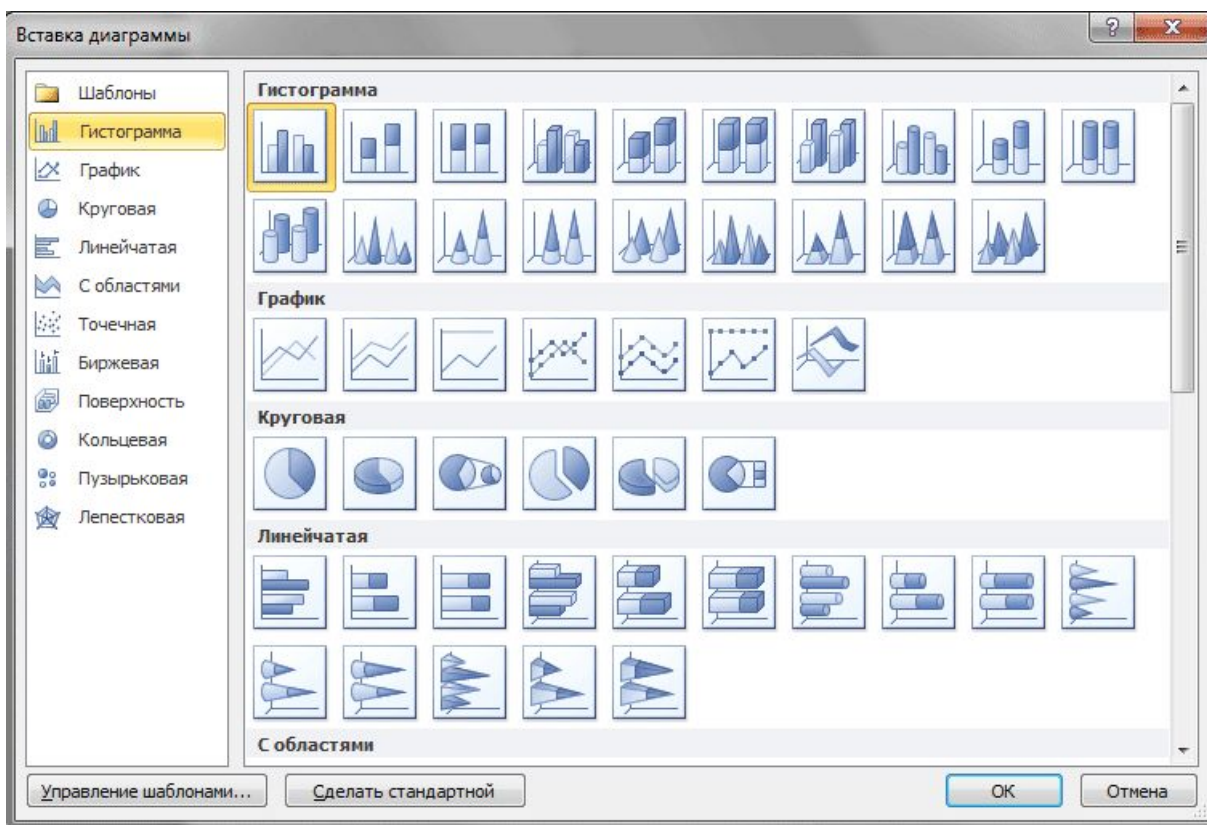 Вставка диаграммы
Шаблоны
Гистограмма
График
Круговая
Линейчатая
С областями
Точечная
Биржевая
Поверхность
Кольцевая
Пузырьковая
Лепестковая
Гистограмма
График
Круговая
Линейчатая
С областями
Управление шаблонами...
Сделать стандартной
ОК
Отмена